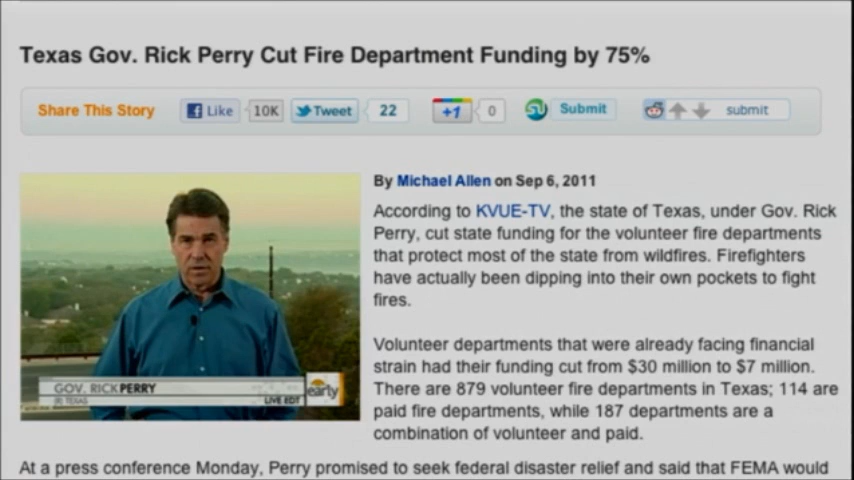 Texas Gov. Rick Perry Cut Fire Department Funding by 75%
Share This Story Like 10K Tweet 22 +1 0 Submit submit
By Michael Allen on Sep 6, 2011
According to KVUE-TV, the state of Texas, under Gov. Rick
Perry, cut state funding for the volunteer fire departments
that protect most of the state from wildfires. Firefighters
have actually been dipping into their own pockets to fight
fires.
Volunteer departments that were already facing financial
strain had their funding cut from $30 million to $7 million.
There are 879 volunteer fire departments in Texas; 114 are
paid fire departments, while 187 departments are a
combination of volunteer and paid.
GOV. RICK PERRY
(R) TEXAS
LIVE EDT
early
At a press conference Monday, Perry promised to seek federal disaster relief and said that FEMA would